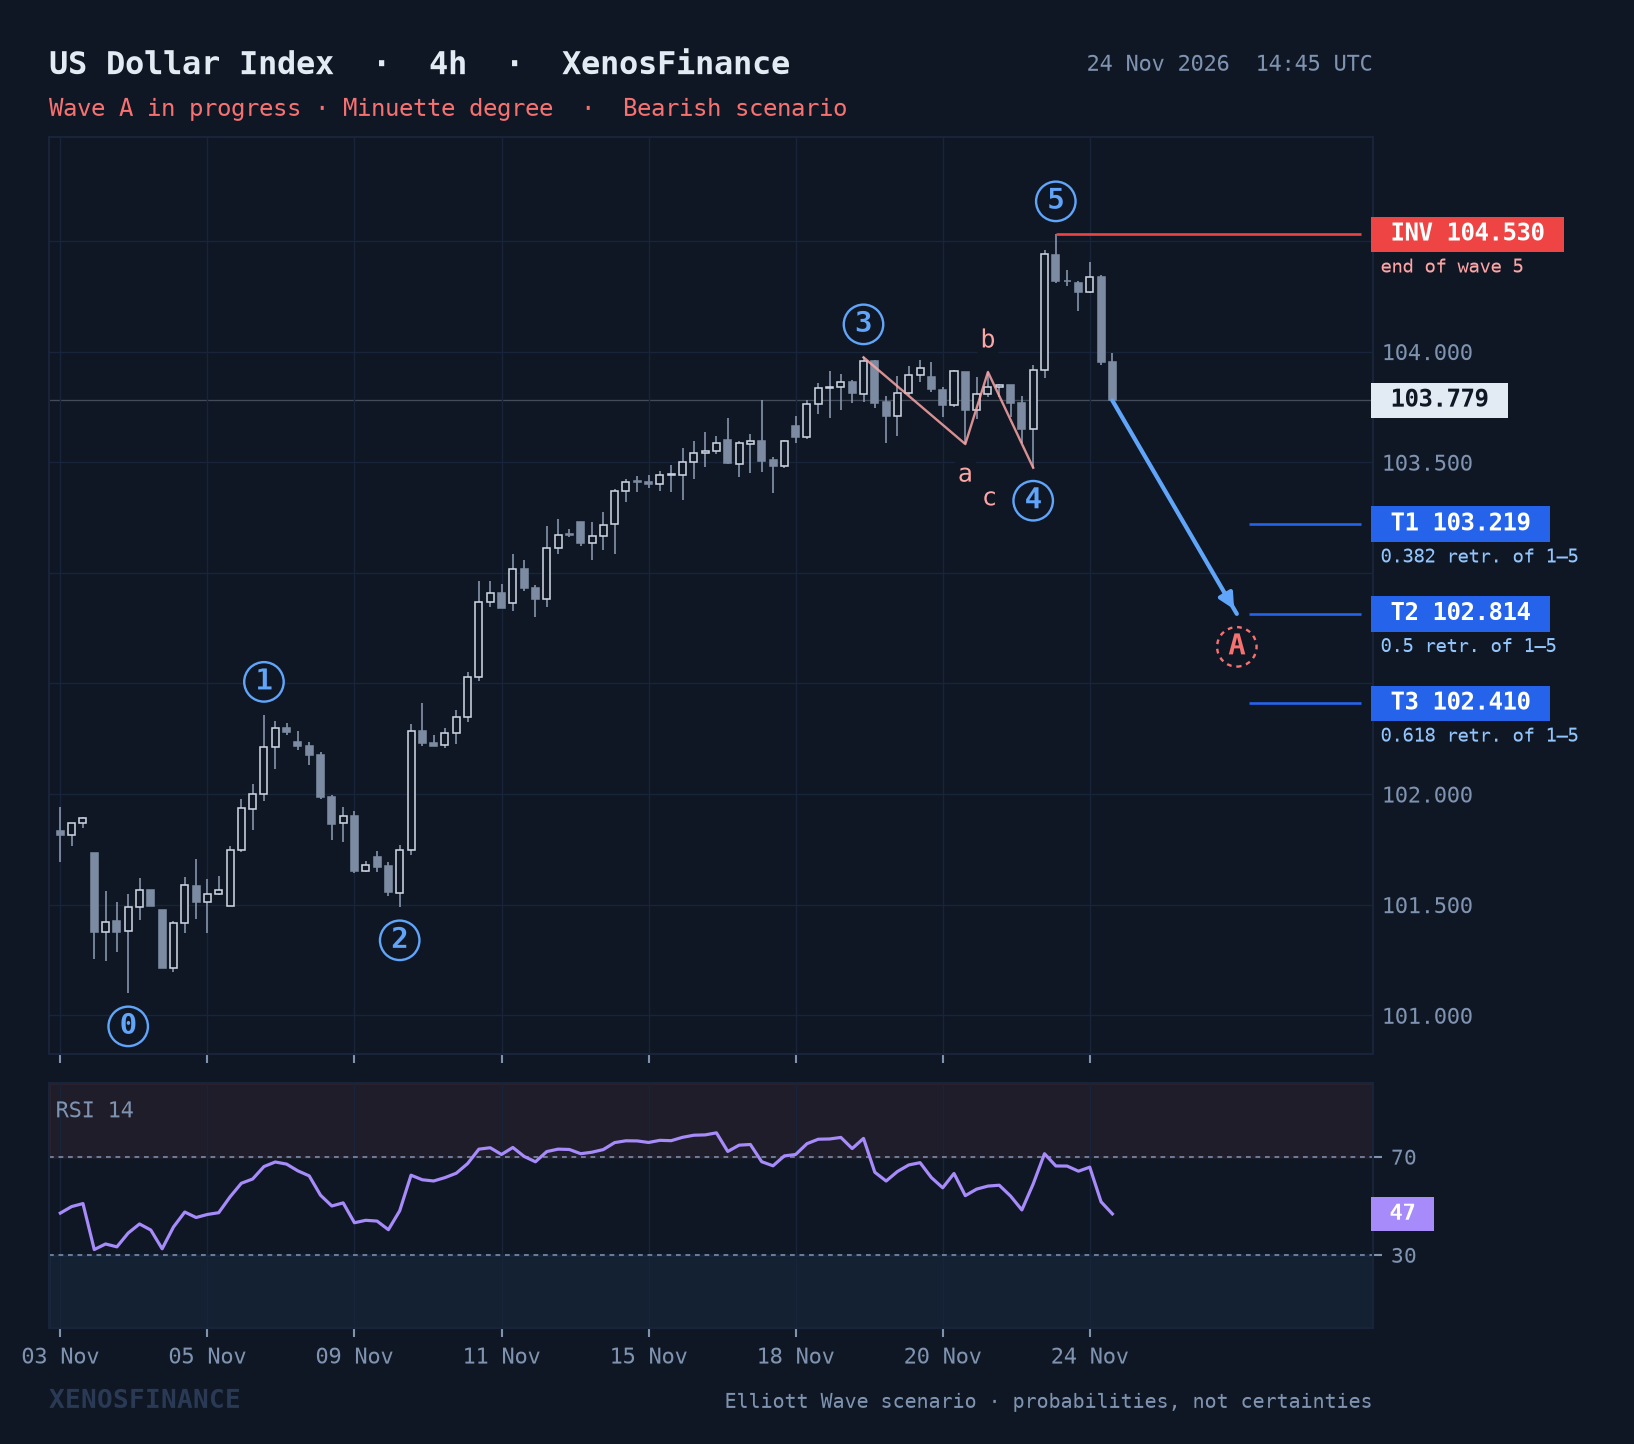 US Dollar Index · 4h · XenosFinance
24 Nov 2026 14:45 UTC
Wave A in progress · Minuette degree · Bearish scenario
5
INV 104.530
end of wave 5
3
b
104.000
103.779
103.500
a
c
4
T1 103.219
0.382 retr. of 1–5
T2 102.814
0.5 retr. of 1–5
A
1
T3 102.410
0.618 retr. of 1–5
102.000
101.500
2
101.000
0
RSI 14
70
47
30
03 Nov 05 Nov 09 Nov 11 Nov 15 Nov 18 Nov 20 Nov 24 Nov
XENOSFINANCE
Elliott Wave scenario · probabilities, not certainties